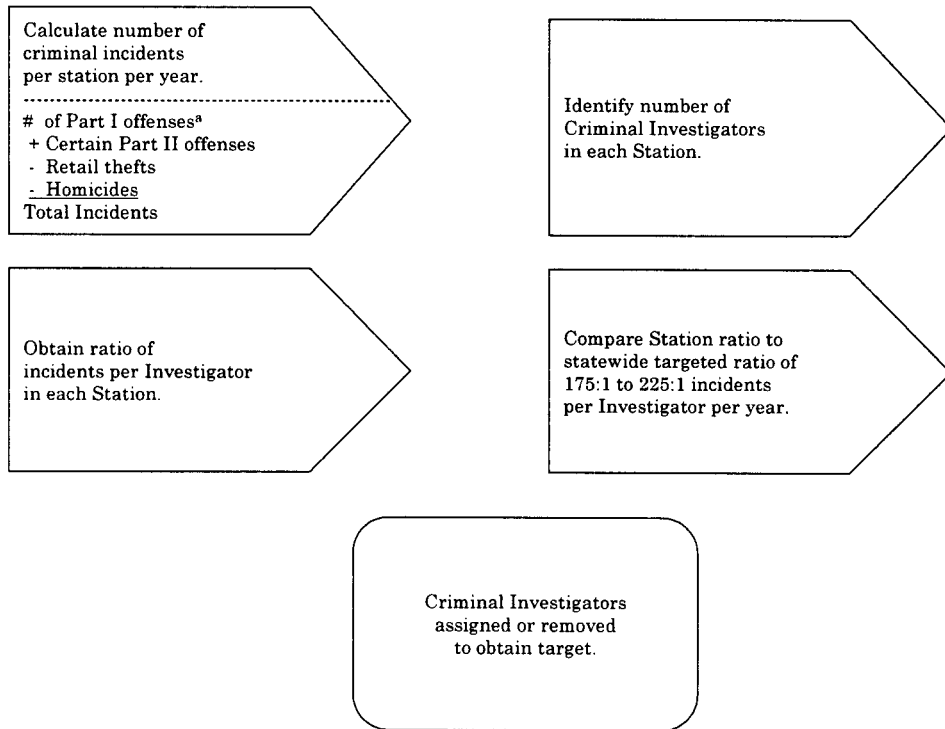 Calculate number of
criminal incidents
per station per year.
# of Part I offensesª
+ Certain Part II offenses
- Retail thefts
- Homicides
Total Incidents
Identify number of
Criminal Investigators
in each Station.
Obtain ratio of
incidents per Investigator
in each Station.
Compare Station ratio to
statewide targeted ratio of
175:1 to 225:1 incidents
per Investigator per year.
Criminal Investigators
assigned or removed
to obtain target.